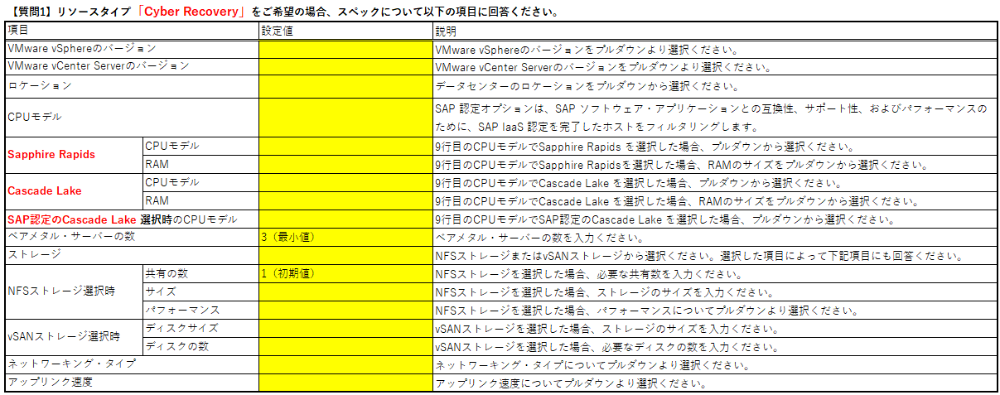 【質問1】リソースタイプ「Cyber Recovery」をご希望の場合、スペックについて以下の項目に回答ください。
項目 設定値 説明
VMware vSphereのバージョン VMware vSphereのバージョンをプルダウンより選択ください。
VMware vCenter Serverのバージョン VMware vCenter Serverのバージョンをプルダウンより選択ください。
ロケーション データセンターのロケーションをプルダウンから選択ください。
CPUモデル SAP 認定オプションは、SAP ソフトウェア・アプリケーションとの互換性、サポート性、およびパフォーマンスの
ために、SAP IaaS 認定を完了したホストをフィルタリングします。
Sapphire Rapids CPUモデル 9行目のCPUモデルでSapphire Rapids を選択した場合、プルダウンから選択ください。
RAM 9行目のCPUモデルでSapphire Rapidsを選択した場合、RAMのサイズをプルダウンから選択ください。
Cascade Lake CPUモデル 9行目のCPUモデルでCascade Lake を選択した場合、プルダウンから選択ください。
RAM 9行目のCPUモデルでCascade Lake を選択した場合、RAMのサイズをプルダウンから選択ください。
SAP認定のCascade Lake 選択時のCPUモデル 9行目のCPUモデルでSAP認定のCascade Lake を選択した場合、プルダウンから選択ください。
ベアメタル・サーバーの数 3（最小値） ベアメタル・サーバーの数を入力ください。
ストレージ NFSストレージまたはvSANストレージから選択ください。選択した項目によって下記項目にも回答ください。
NFSストレージ選択時 共有の数 1（初期値） NFSストレージを選択した場合、必要な共有数を入力ください。
サイズ NFSストレージを選択した場合、ストレージのサイズを入力ください。
パフォーマンス NFSストレージを選択した場合、パフォーマンスについてプルダウンより選択ください。
vSANストレージ選択時 ディスクサイズ vSANストレージを選択した場合、ストレージのサイズを入力ください。
ディスクの数 vSANストレージを選択した場合、必要なディスクの数を入力ください。
ネットワーキング・タイプ ネットワーキング・タイプについてプルダウンより選択ください。
アップリンク速度 アップリンク速度についてプルダウンより選択ください。